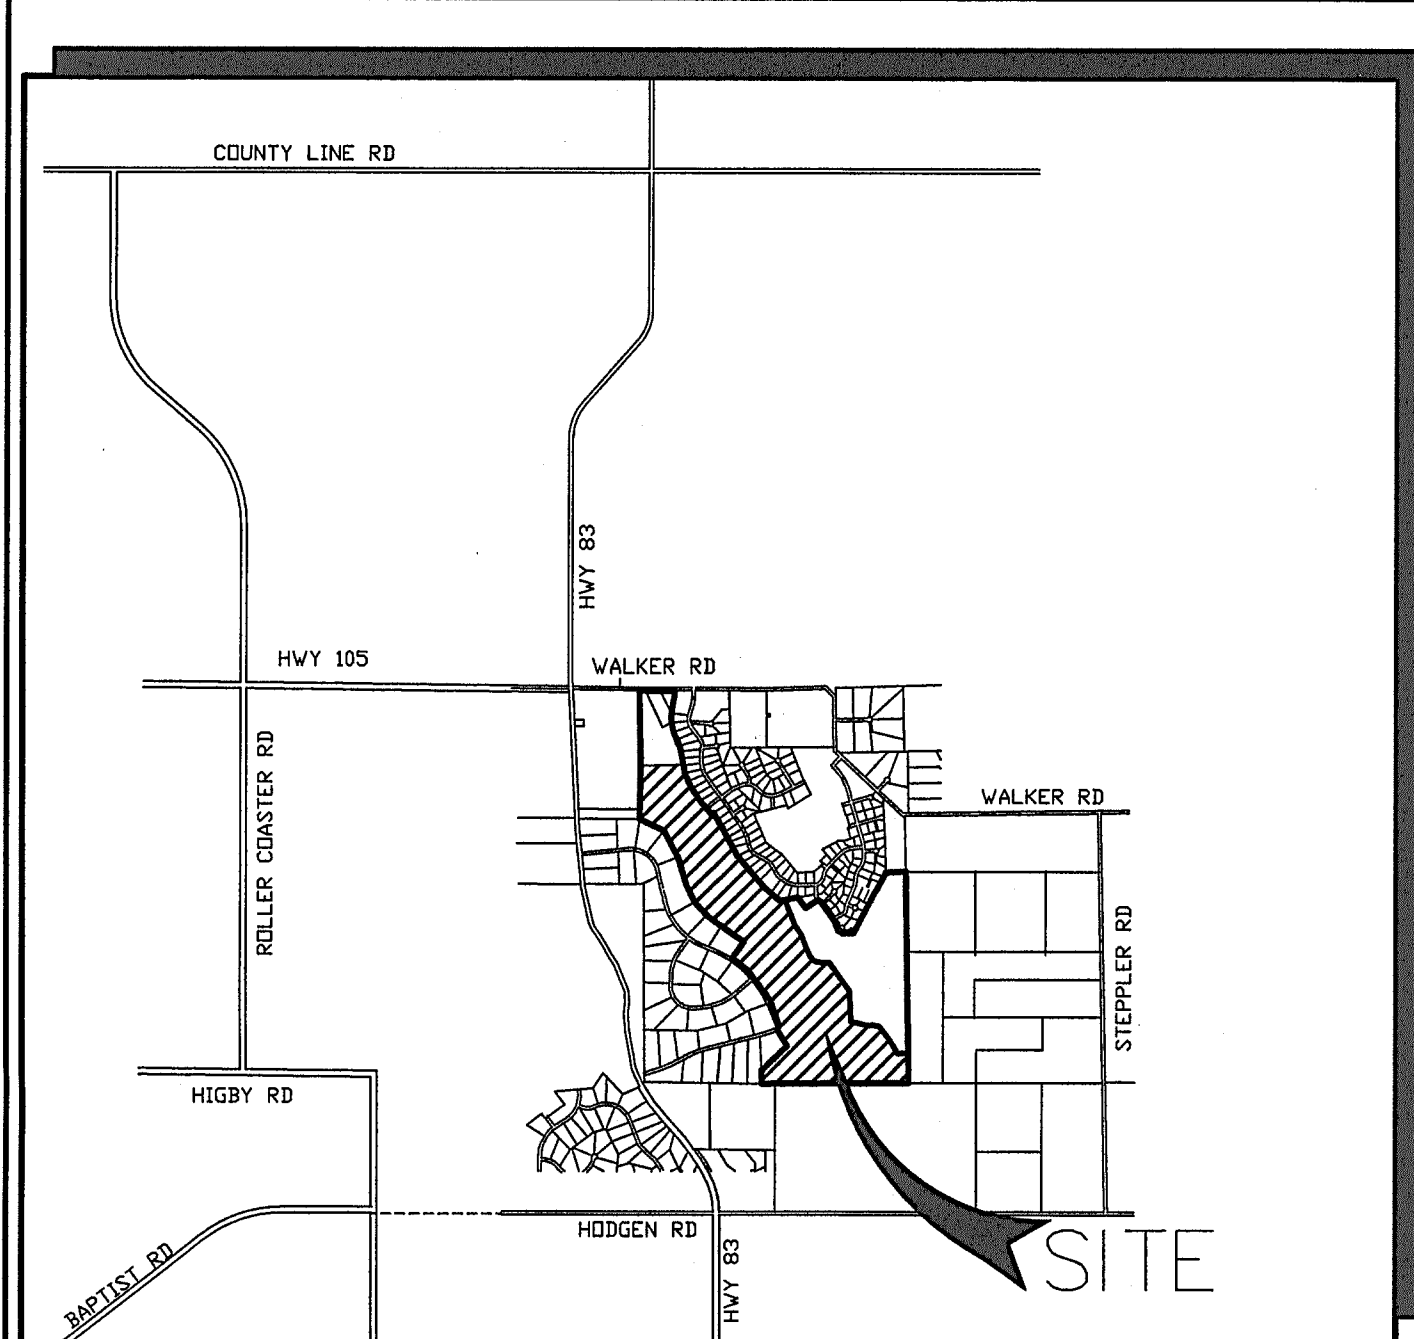 COUNTY LINE RD
HWY 83
HWY 105
WALKER RD
ROLLER COASTER RD
WALKER RD
STEPPLER RD
HIGBY RD
HODGEN RD
BAPTIST RD
HWY 83
SITE